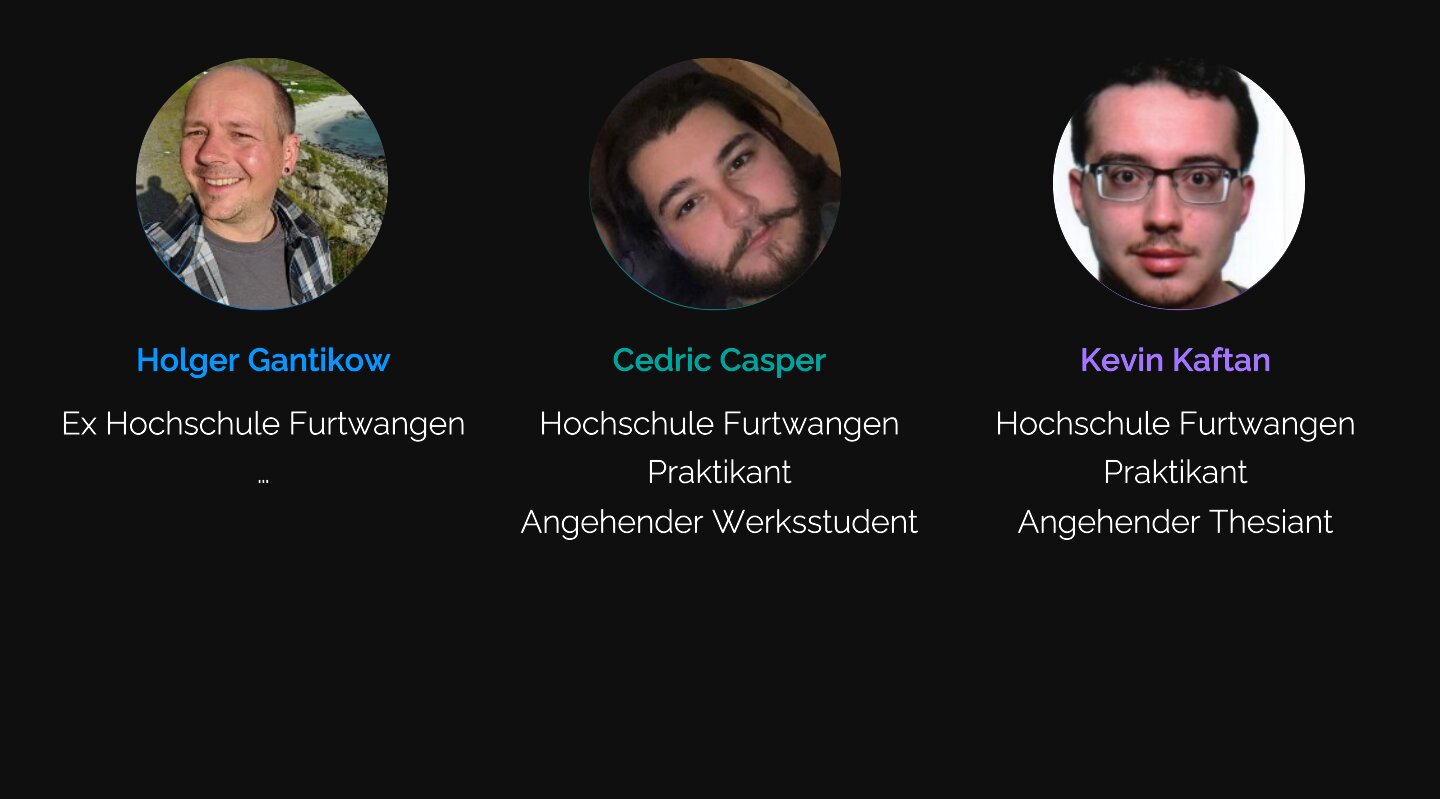 Holger Gantikow
Ex Hochschule Furtwangen
...
Cedric Casper
Hochschule Furtwangen
Praktikant
Angehender Werksstudent
Kevin Kaftan
Hochschule Furtwangen
Praktikant
Angehender Thesiant